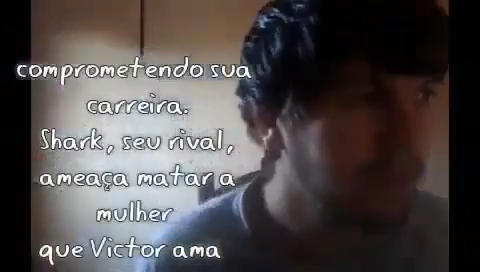 comprometendo sua
carreira.
Shark, seu rival,
ameaça matar a
mulher
que Victor ama